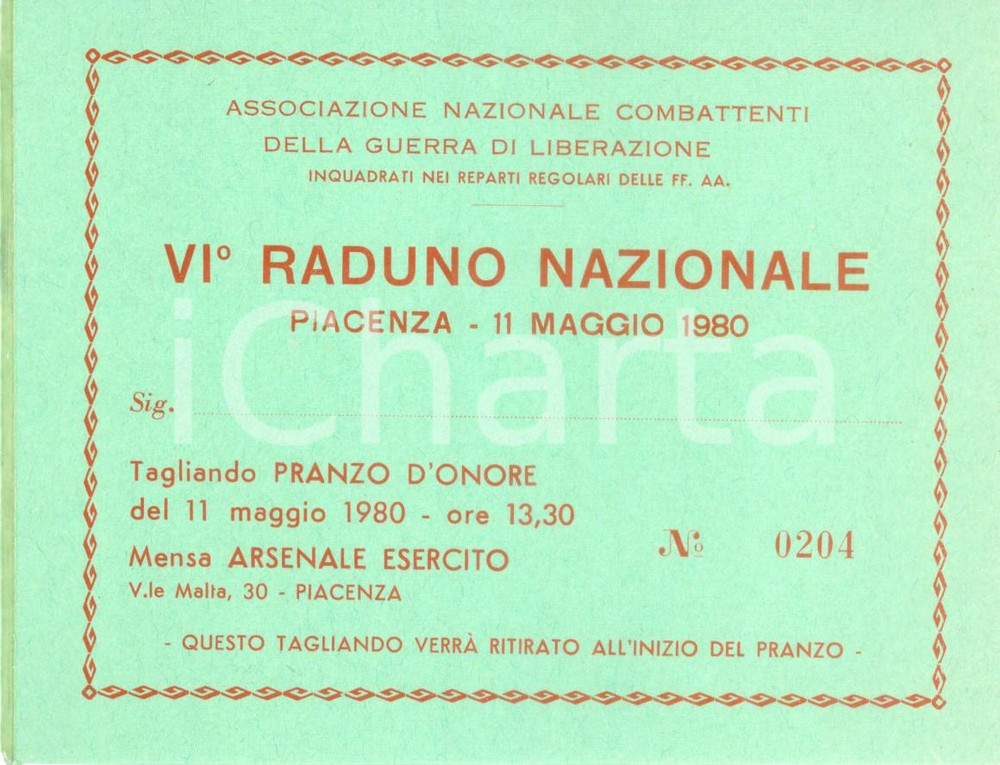 ASSOCIAZIONE NAZIONALE COMBATTENTI
DELLA GUERRA DI LIBERAZIONE
INQUADRATI NEI REPARTI REGOLARI DELLE FF. AA.
VIº RADUNO NAZIONALE
PIACENZA - 11 MAGGIO 1980
iCharta
Sig.
Tagliando PRANZO D'ONORE
del 11 maggio 1980 - ore 13,30
Mensa ARSENALE ESERCITO
Nº 0204
V.le Malta, 30 - PIACENZA
- QUESTO TAGLIANDO VERRÀ RITIRATO ALL'INIZIO DEL PRANZO -